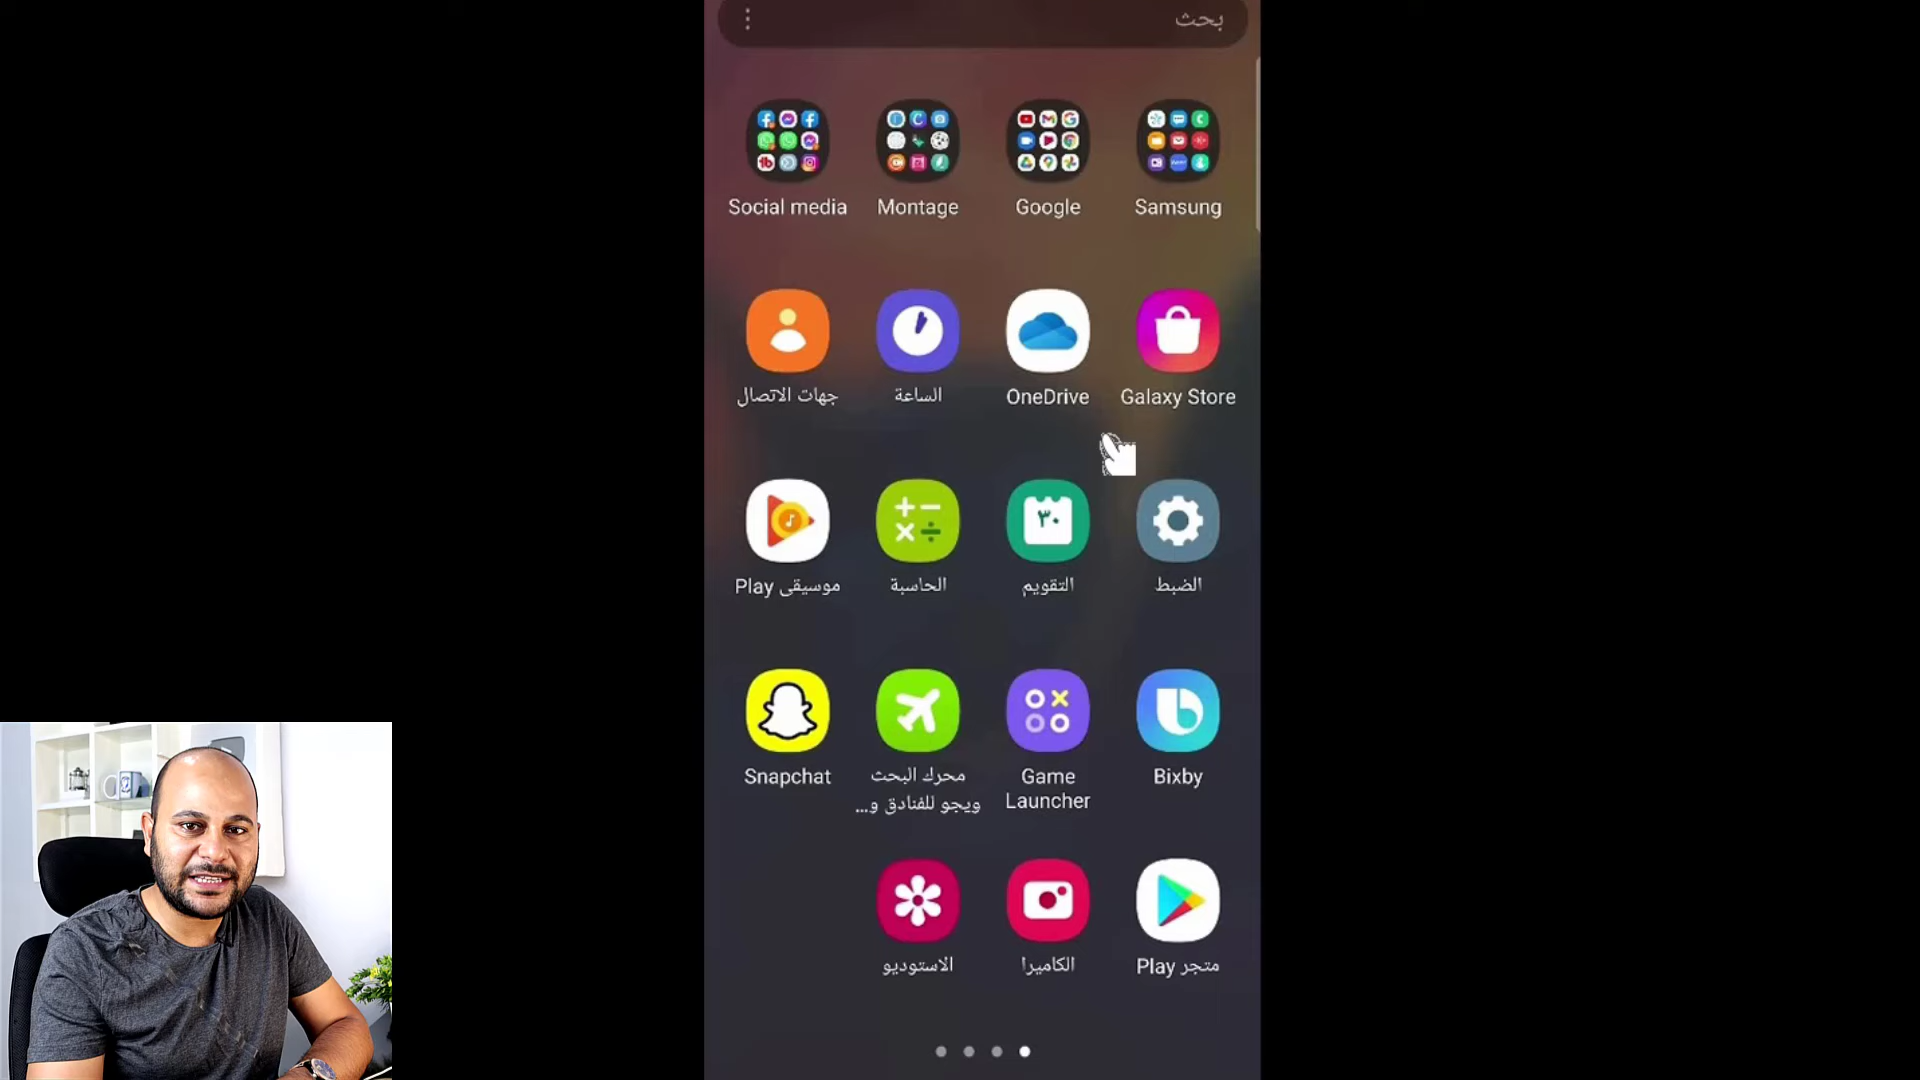 بحث
Samsung
Google
Montage
Social media
Galaxy Store
OneDrive
الساعة
جهات الاتصال
٣٠
الضبط
التقويم
الحاسبة
موسيقى Play
Bixby
Game
Launcher
محرك البحث
ويجو للفنادق و...
Snapchat
متجر Play
الكاميرا
الاستوديو